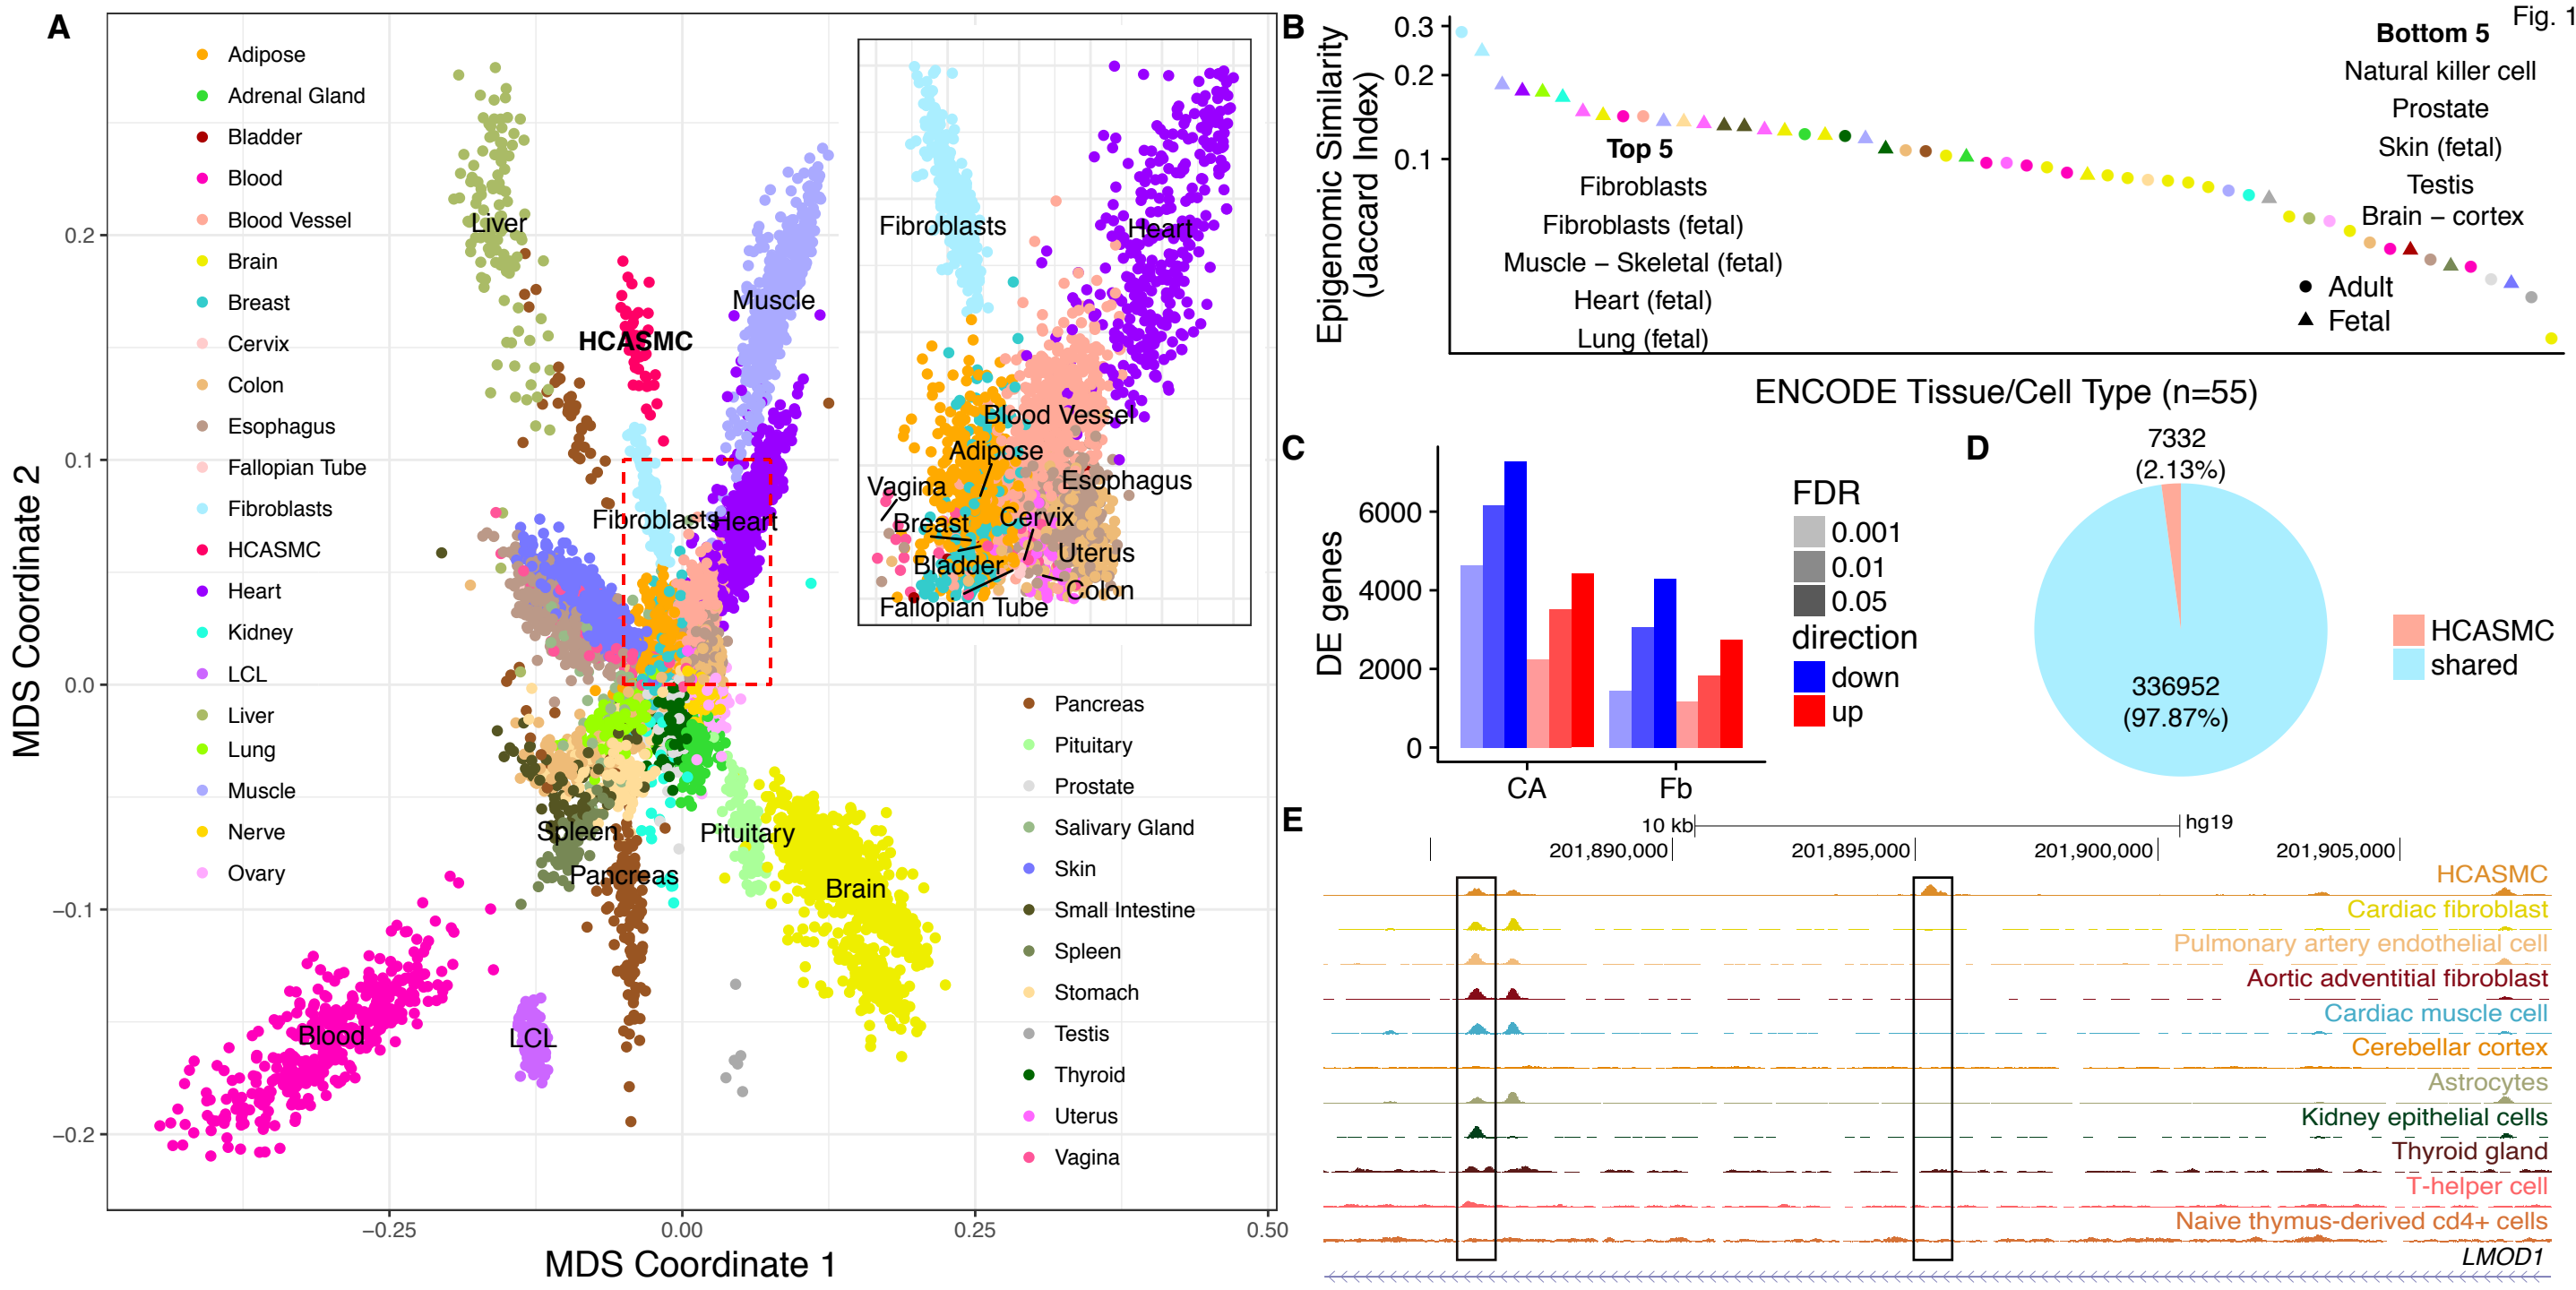 Fig. 1
A
Adipose
Adrenal Gland
Bladder
Blood
Blood Vessel
Brain
Breast
Cervix
Colon
Esophagus
Fallopian Tube
Fibroblasts
HCASMC
Heart
Kidney
LCL
Liver
Lung
Muscle
Nerve
Ovary
Pancreas
Pituitary
Prostate
Salivary Gland
Skin
Small Intestine
Spleen
Stomach
Testis
Thyroid
Uterus
Vagina
Liver
HCASMC
Muscle
Fibroblasts
Heart
Spleen
Pancreas
Pituitary
Brain
Blood
LCL
Fibroblasts
Heart
Blood Vessel
Adipose
Vagina
Esophagus
Breast
Cervix
Bladder
Uterus
Colon
Fallopian Tube
MDS Coordinate 2
0.2
0.1
0.0
−0.1
−0.2
−0.25
0.00
0.25
0.50
MDS Coordinate 1
B
Epigenomic Similarity
(Jaccard Index)
0.3
0.2
0.1
Top 5
Fibroblasts
Fibroblasts (fetal)
Muscle − Skeletal (fetal)
Heart (fetal)
Lung (fetal)
Bottom 5
Natural killer cell
Prostate
Skin (fetal)
Testis
Brain − cortex
Adult
Fetal
ENCODE Tissue/Cell Type (n=55)
C
DE genes
6000
4000
2000
0
CA
Fb
FDR
0.001
0.01
0.05
direction
down
up
D
7332
(2.13%)
336952
(97.87%)
HCASMC
shared
E
10 kb
hg19
201,890,000
201,895,000
201,900,000
201,905,000
HCASMC
Cardiac fibroblast
Pulmonary artery endothelial cell
Aortic adventitial fibroblast
Cardiac muscle cell
Cerebellar cortex
Astrocytes
Kidney epithelial cells
Thyroid gland
T-helper cell
Naive thymus-derived cd4+ cells
LMOD1